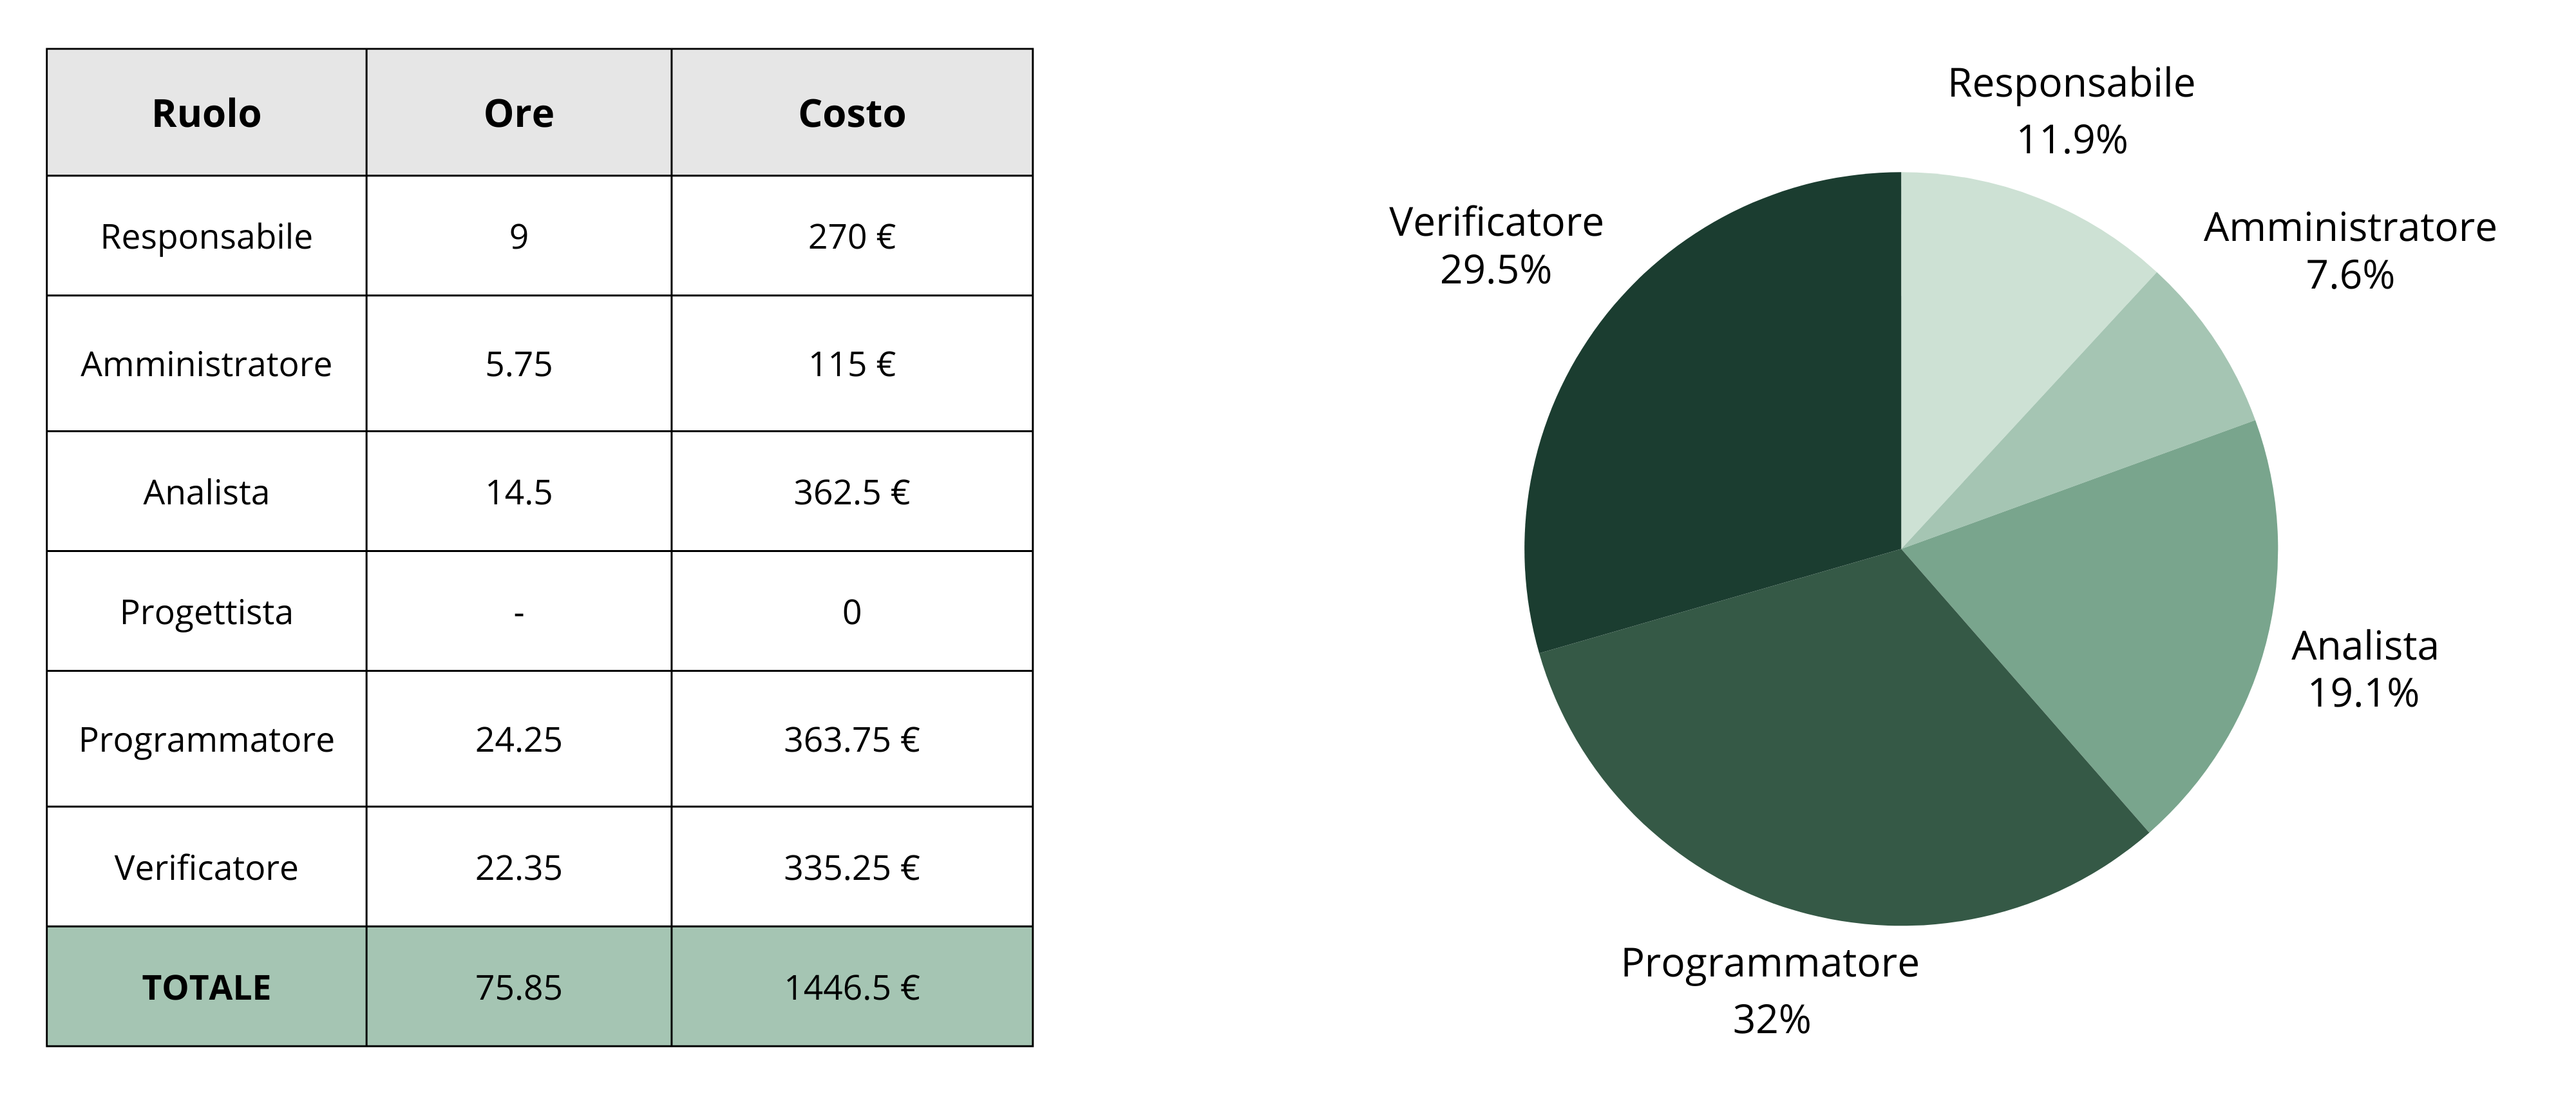 Ruolo Ore Costo
Responsabile 9 270 €
Amministratore 5.75 115 €
Analista 14.5 362.5 €
Progettista - 0
Programmatore 24.25 363.75 €
Verificatore 22.35 335.25 €
TOTALE 75.85 1446.5 €
Responsabile
11.9%
Amministratore
7.6%
Analista
19.1%
Programmatore
32%
Verificatore
29.5%